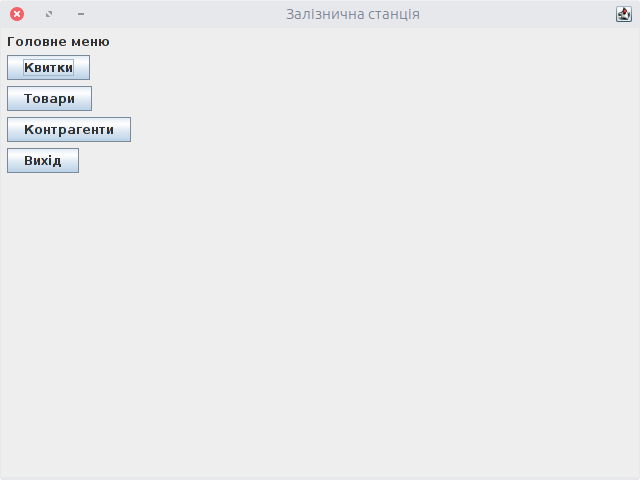 Залізнична станція
Головне меню
Квитки
Товари
Контрагенти
Вихід